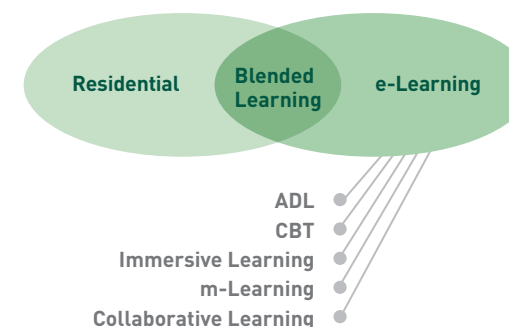 Residential
Blended
Learning
e-Learning
ADL
CBT
Immersive Learning
m-Learning
Collaborative Learning